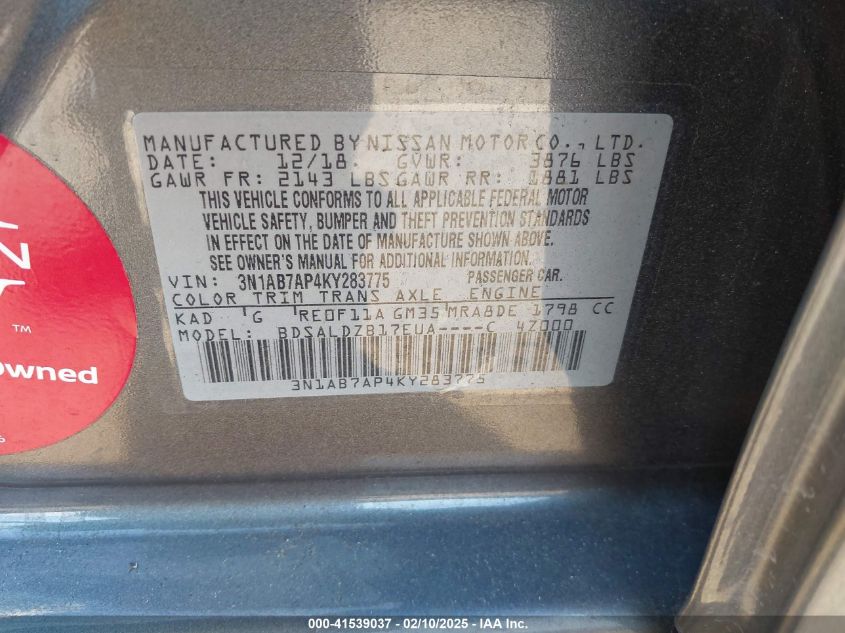 MANUFACTURED BY NISSAN MOTOR CO., LTD.
DATE: 12/18 GVWR: 3876 LBS
GAWR FR: 2143 LBS GAWR RR: 1881 LBS
THIS VEHICLE CONFORMS TO ALL APPLICABLE FEDERAL MOTOR
VEHICLE SAFETY, BUMPER AND THEFT PREVENTION STANDARDS
IN EFFECT ON THE DATE OF MANUFACTURE SHOWN ABOVE.
SEE OWNER'S MANUAL FOR ADDITIONAL INFORMATION.
VIN: 3N1AB7AP4KY283775 PASSENGER CAR.
COLOR TRIM TRANS AXLE ENGINE
KAD G RE0F11A GM35 MRA8DE 1798 CC
MODEL: BDSALDZB17EUA----C 47000
3N1AB7AP4KY283775
TM
owned
000-41539037 - 02/10/2025 - IAA Inc.